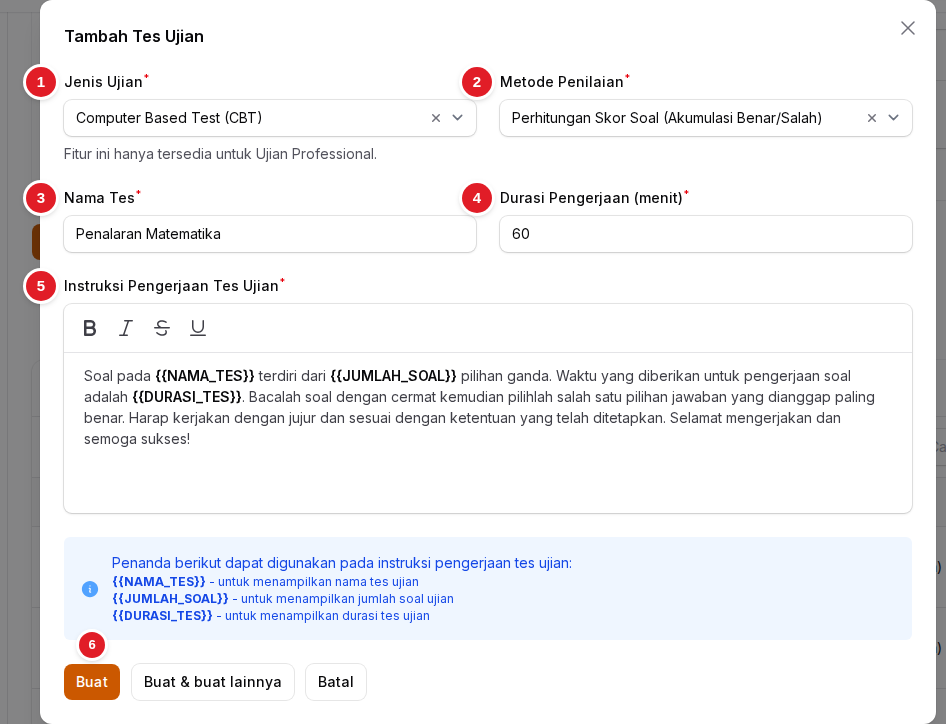 Tambah Tes Ujian
1 Jenis Ujian*
2 Metode Penilaian*
Computer Based Test (CBT)
Perhitungan Skor Soal (Akumulasi Benar/Salah)
Fitur ini hanya tersedia untuk Ujian Professional.
3 Nama Tes*
4 Durasi Pengerjaan (menit)*
Penalaran Matematika
60
5 Instruksi Pengerjaan Tes Ujian*
B I S U
Soal pada {{NAMA_TES}} terdiri dari {{JUMLAH_SOAL}} pilihan ganda. Waktu yang diberikan untuk pengerjaan soal
adalah {{DURASI_TES}}. Bacalah soal dengan cermat kemudian pilihlah salah satu pilihan jawaban yang dianggap paling
benar. Harap kerjakan dengan jujur dan sesuai dengan ketentuan yang telah ditetapkan. Selamat mengerjakan dan
semoga sukses!
Penanda berikut dapat digunakan pada instruksi pengerjaan tes ujian:
{{NAMA_TES}} - untuk menampilkan nama tes ujian
{{JUMLAH_SOAL}} - untuk menampilkan jumlah soal ujian
{{DURASI_TES}} - untuk menampilkan durasi tes ujian
6
Buat
Buat & buat lainnya
Batal